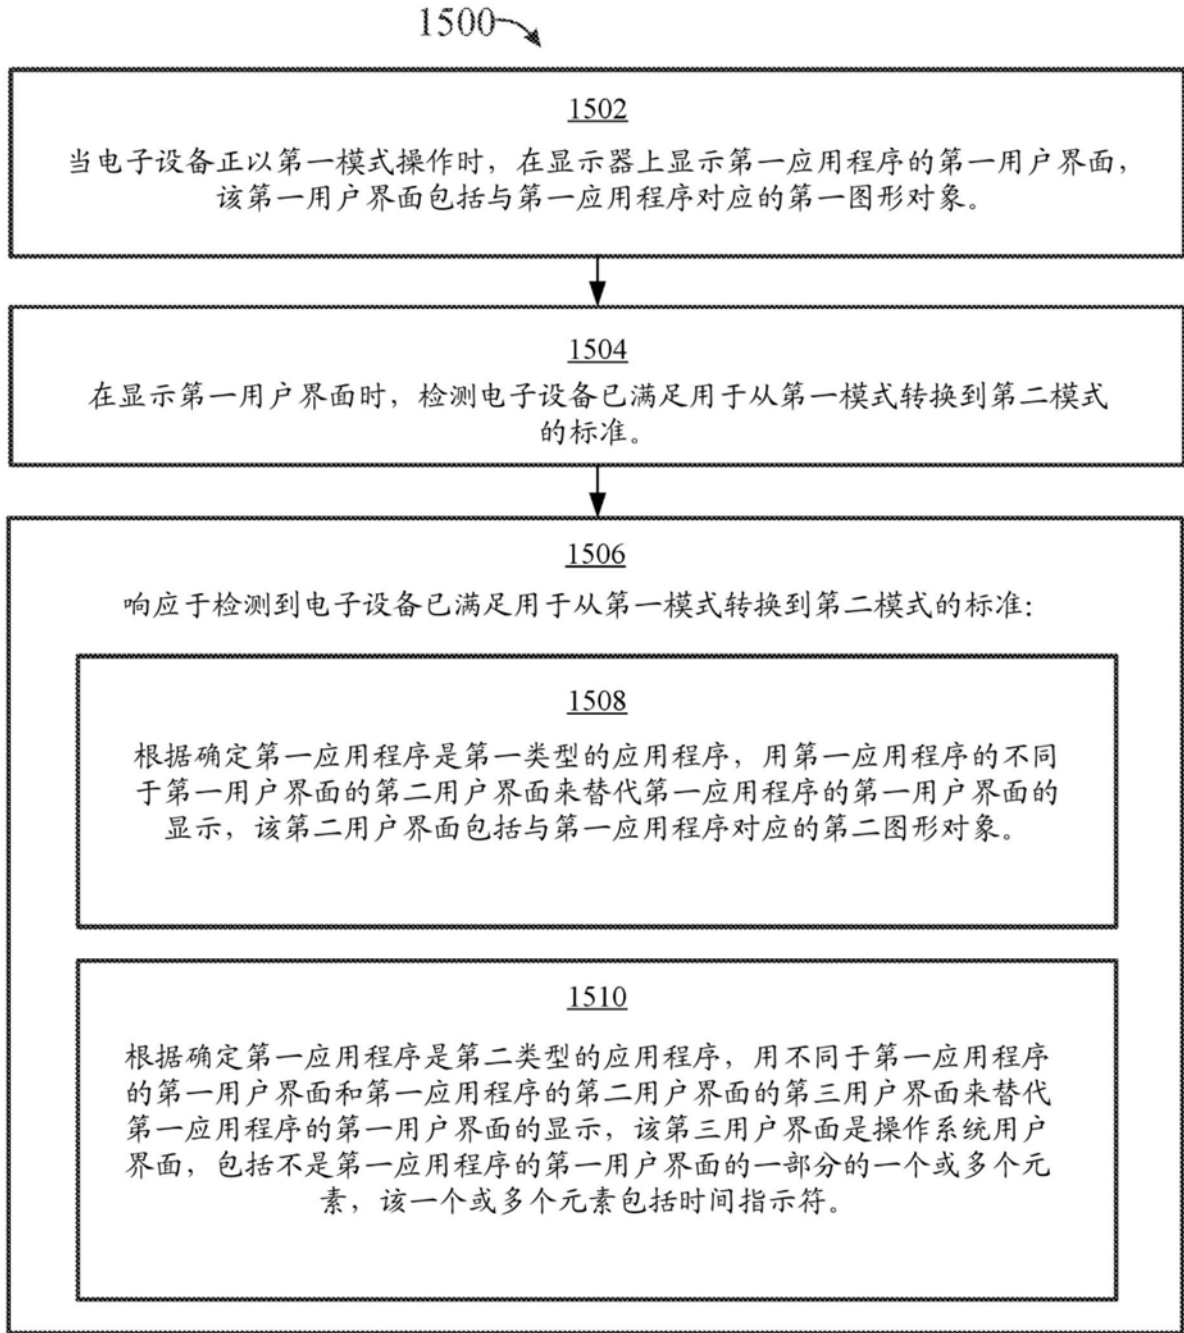 1500
1502
当电子设备正以第一模式操作时，在显示器上显示第一应用程序的第一用户界面，
该第一用户界面包括与第一应用程序对应的第一图形对象。
1504
在显示第一用户界面时，检测电子设备已满足用于从第一模式转换到第二模式
的标准。
1506
响应于检测到电子设备已满足用于从第一模式转换到第二模式的标准：
1508
根据确定第一应用程序是第一类型的应用程序，用第一应用程序的不同
于第一用户界面的第二用户界面来替代第一应用程序的第一用户界面的
显示，该第二用户界面包括与第一应用程序对应的第二图形对象。
1510
根据确定第一应用程序是第二类型的应用程序，用不同于第一应用程序
的第一用户界面和第一应用程序的第二用户界面的第三用户界面来替代
第一应用程序的第一用户界面的显示，该第三用户界面是操作系统用户
界面，包括不是第一应用程序的第一用户界面的一部分的一个或多个元
素，该一个或多个元素包括时间指示符。